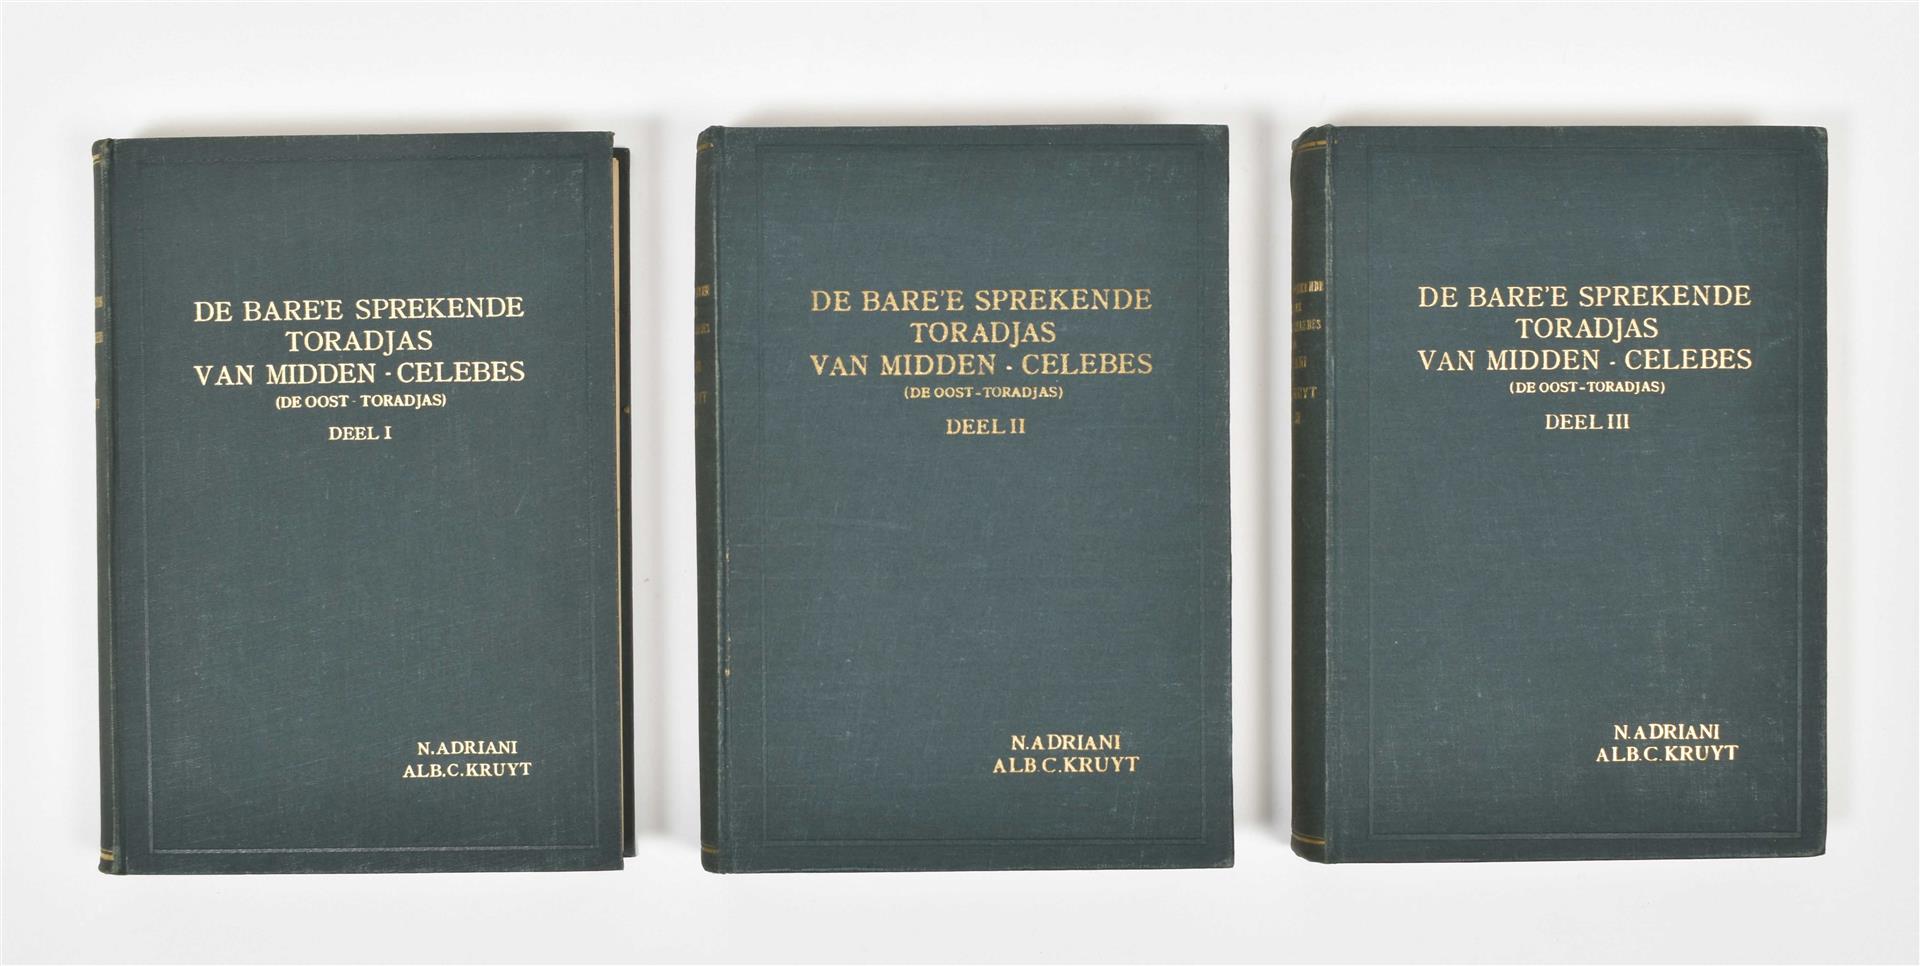 DE BARE'E SPREKENDE
TORADJAS
VAN MIDDEN - CELEBES
(DE OOST - TORADJAS)
DEEL I
N. ADRIANI
ALB. C. KRUYT
DE BARE'E SPREKENDE
TORADJAS
VAN MIDDEN - CELEBES
(DE OOST-TORADJAS)
DEEL II
N. ADRIANI
ALB. C. KRUYT
DE BARE'E SPREKENDE
TORADJAS
VAN MIDDEN - CELEBES
(DE OOST-TORADJAS)
DEEL III
N. ADRIANI
ALB. C. KRUYT